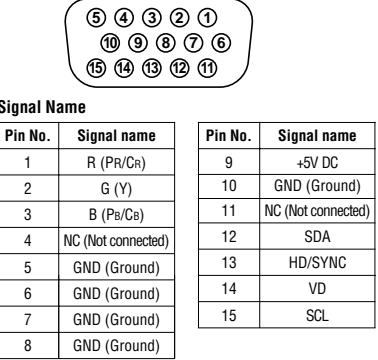 5 4 3 2 1
10 9 8 7 6
15 14 13 12 11
Signal Name
Pin No. Signal name
1 R (PR/CR)
2 G (Y)
3 B (PB/CB)
4 NC (Not connected)
5 GND (Ground)
6 GND (Ground)
7 GND (Ground)
8 GND (Ground)
Pin No. Signal name
9 +5V DC
10 GND (Ground)
11 NC (Not connected)
12 SDA
13 HD/SYNC
14 VD
15 SCL